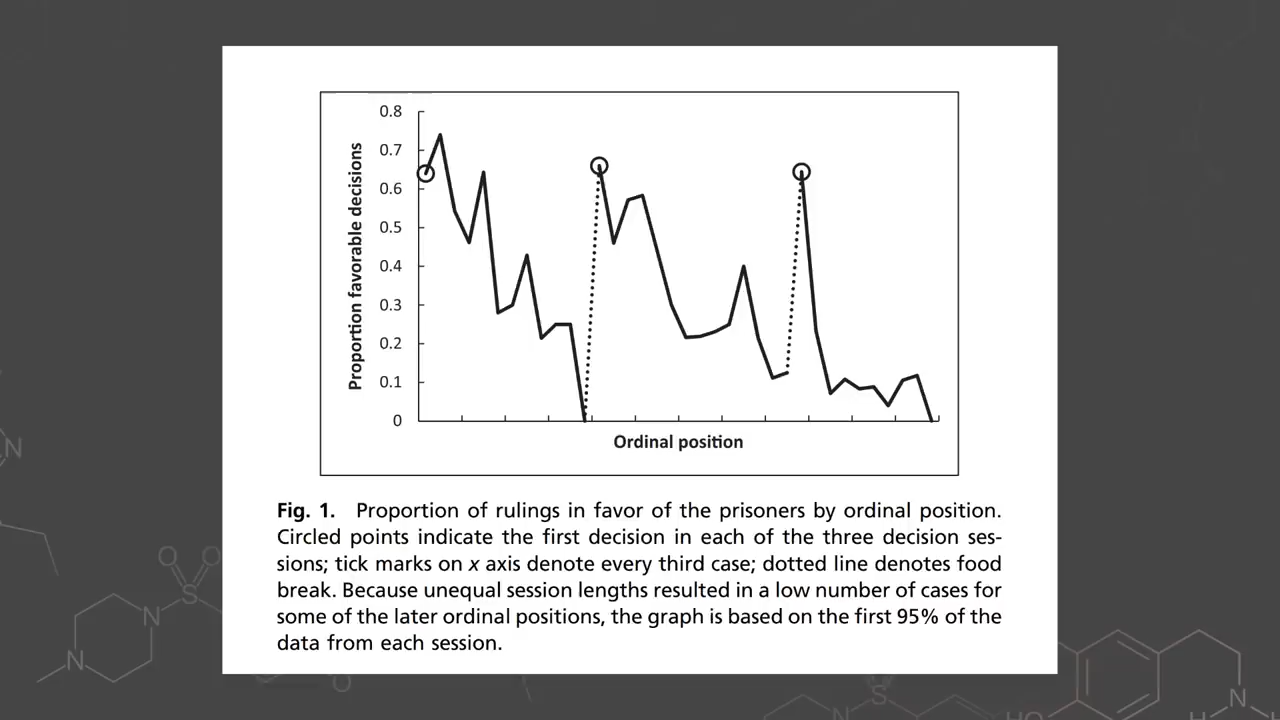 0.8
0.7
0.6
0.5
0.4
0.3
0.2
0.1
0
Proportion favorable decisions
Ordinal position
Fig. 1. Proportion of rulings in favor of the prisoners by ordinal position.
Circled points indicate the first decision in each of the three decision ses-
sions; tick marks on x axis denote every third case; dotted line denotes food
break. Because unequal session lengths resulted in a low number of cases for
some of the later ordinal positions, the graph is based on the first 95% of the
data from each session.
N
O O
S
N
N
O
S
N
HO
N
H